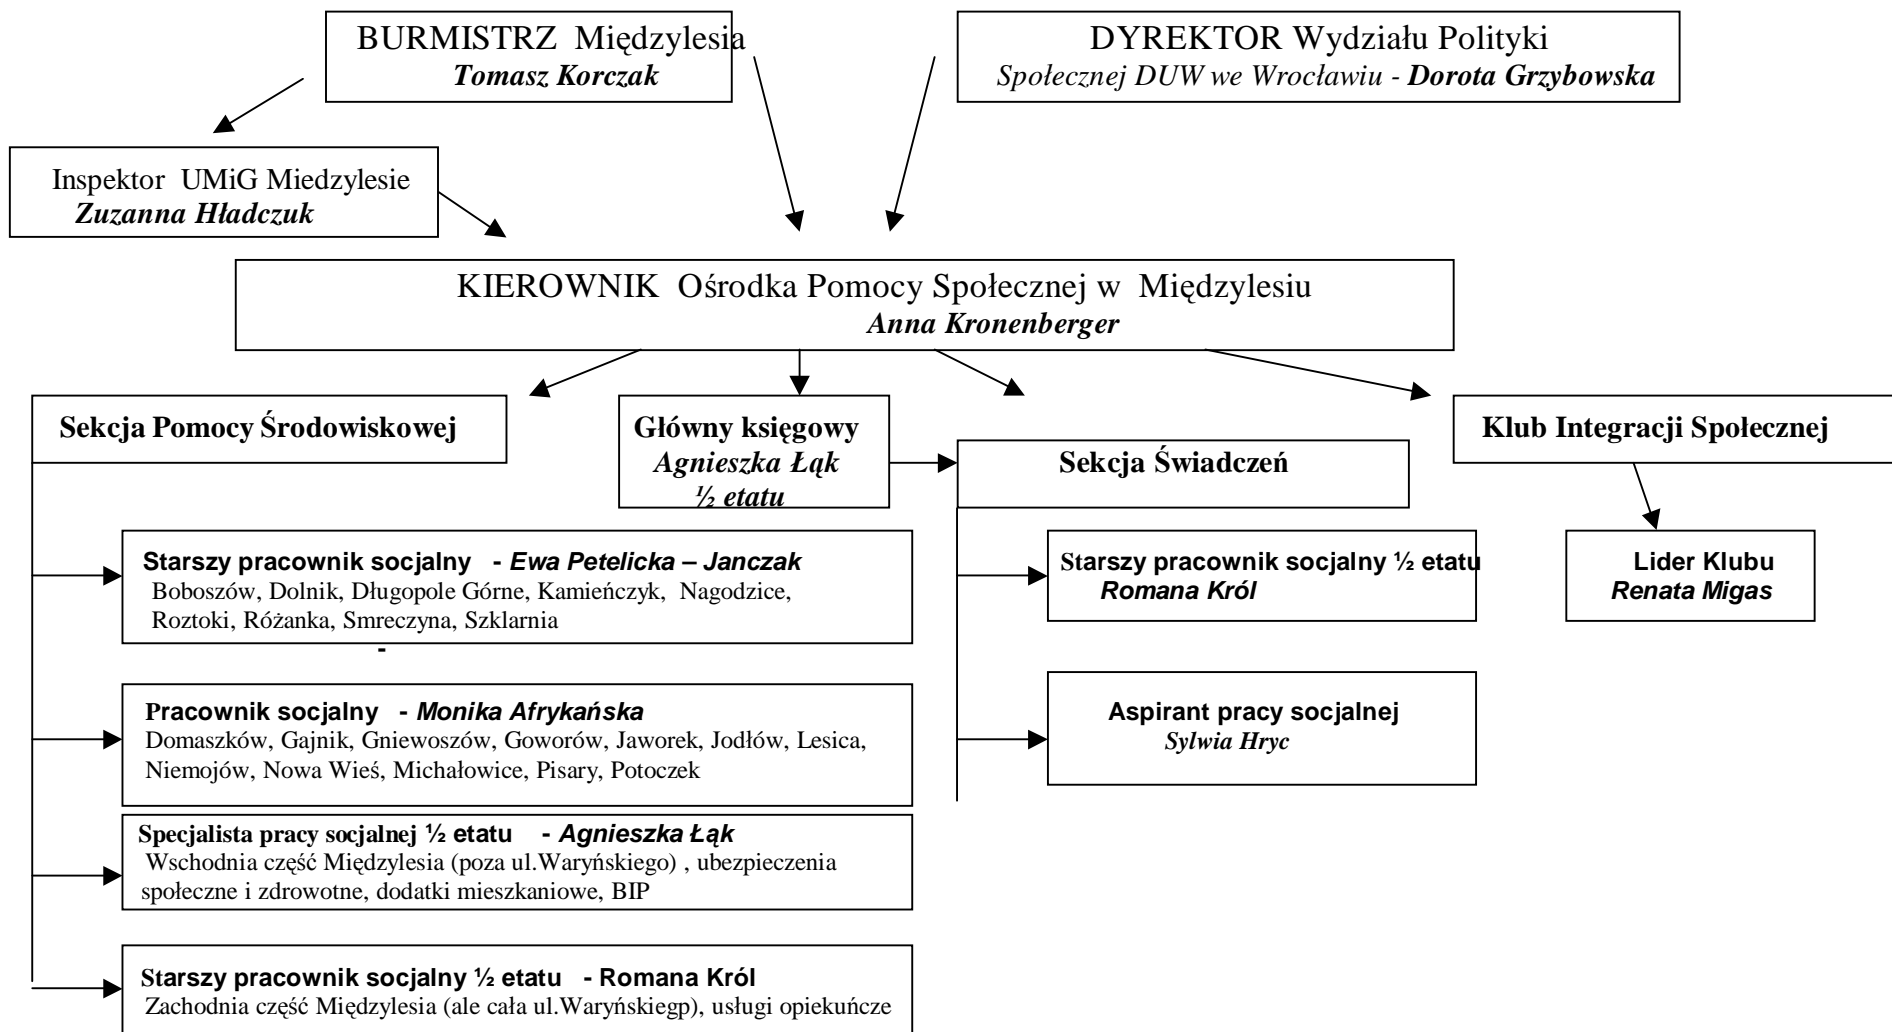 BURMISTRZ Międzylesia
Tomasz Korczak
DYREKTOR Wydziału Polityki
Społecznej DUW we Wrocławiu - Dorota Grzybowska
Inspektor UMiG Miedzylesie
Zuzanna Hładczuk
KIEROWNIK Ośrodka Pomocy Społecznej w Międzylesiu
Anna Kronenberger
Sekcja Pomocy Środowiskowej
Główny księgowy
Agnieszka Łąk
½ etatu
Sekcja Świadczeń
Klub Integracji Społecznej
Starszy pracownik socjalny - Ewa Petelicka – Janczak
Boboszów, Dolnik, Długopole Górne, Kamieńczyk, Nagodzice,
Roztoki, Różanka, Smreczyna, Szklarnia
-
Pracownik socjalny - Monika Afrykańska
Domaszków, Gajnik, Gniewoszów, Goworów, Jaworek, Jodłów, Lesica,
Niemojów, Nowa Wieś, Michałowice, Pisary, Potoczek
Specjalista pracy socjalnej ½ etatu - Agnieszka Łąk
Wschodnia część Międzylesia (poza ul.Waryńskiego) , ubezpieczenia
społeczne i zdrowotne, dodatki mieszkaniowe, BIP
Starszy pracownik socjalny ½ etatu - Romana Król
Zachodnia część Międzylesia (ale cała ul.Waryńskiegp), usługi opiekuńcze
Starszy pracownik socjalny ½ etatu
Romana Król
Aspirant pracy socjalnej
Sylwia Hryc
Lider Klubu
Renata Migas